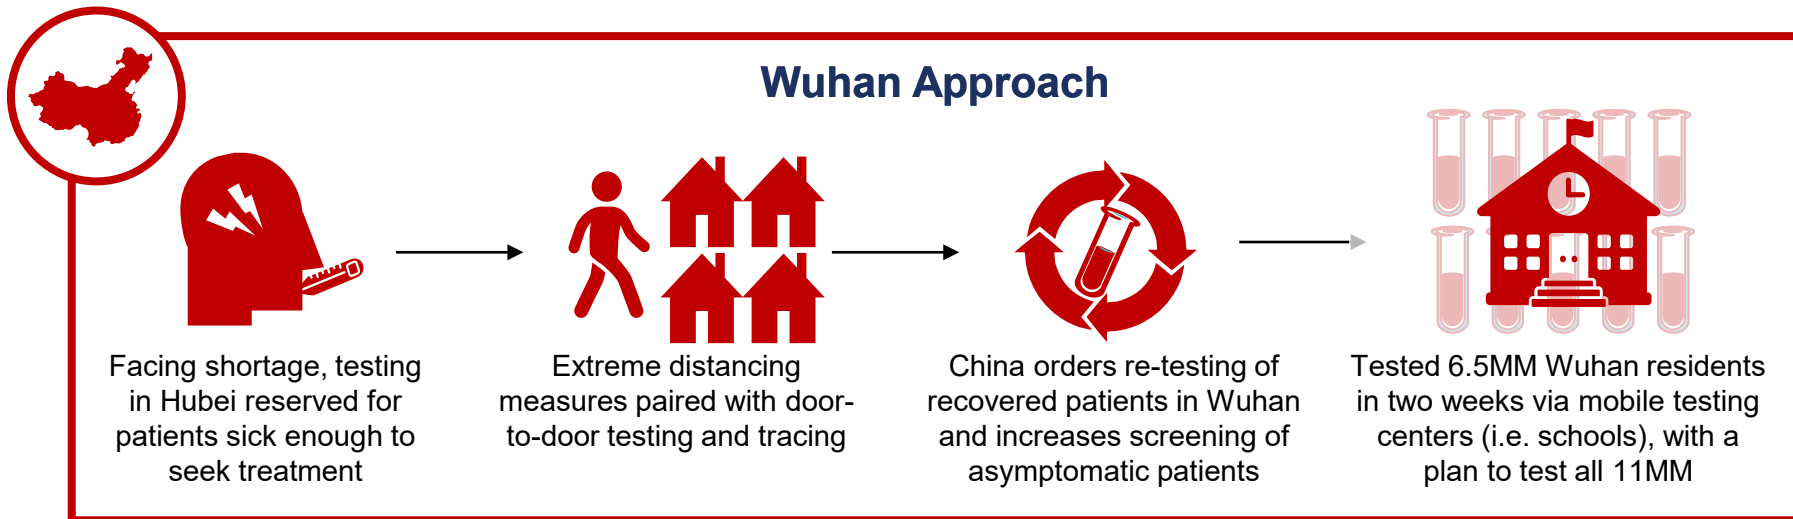 Wuhan Approach
Facing shortage, testing
in Hubei reserved for
patients sick enough to
seek treatment
Extreme distancing
measures paired with door-
to-door testing and tracing
China orders re-testing of
recovered patients in Wuhan
and increases screening of
asymptomatic patients
Tested 6.5MM Wuhan residents
in two weeks via mobile testing
centers (i.e. schools), with a
plan to test all 11MM